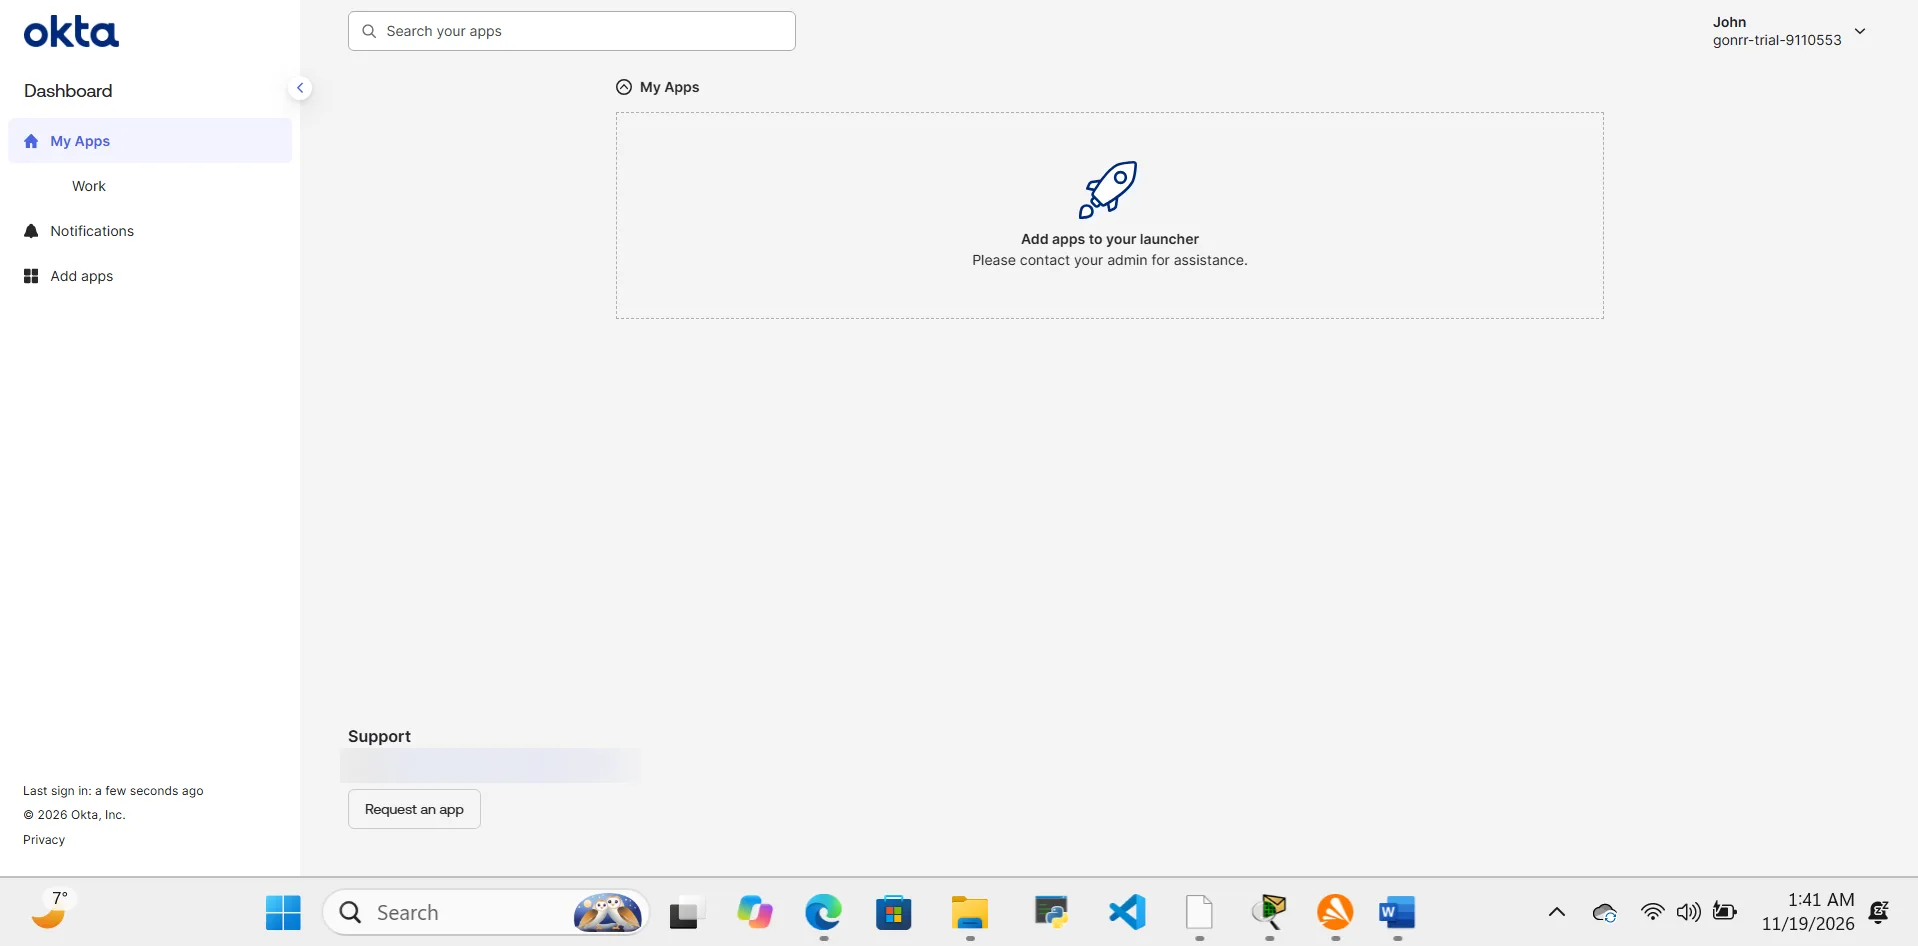 okta
Search your apps
John
gonrr-trial-9110553
Dashboard
My Apps
Work
Notifications
Add apps
My Apps
Add apps to your launcher
Please contact your admin for assistance.
Support
Request an app
Last sign in: a few seconds ago
© 2026 Okta, Inc.
Privacy
7°
Search
W
1:41 AM
11/19/2026